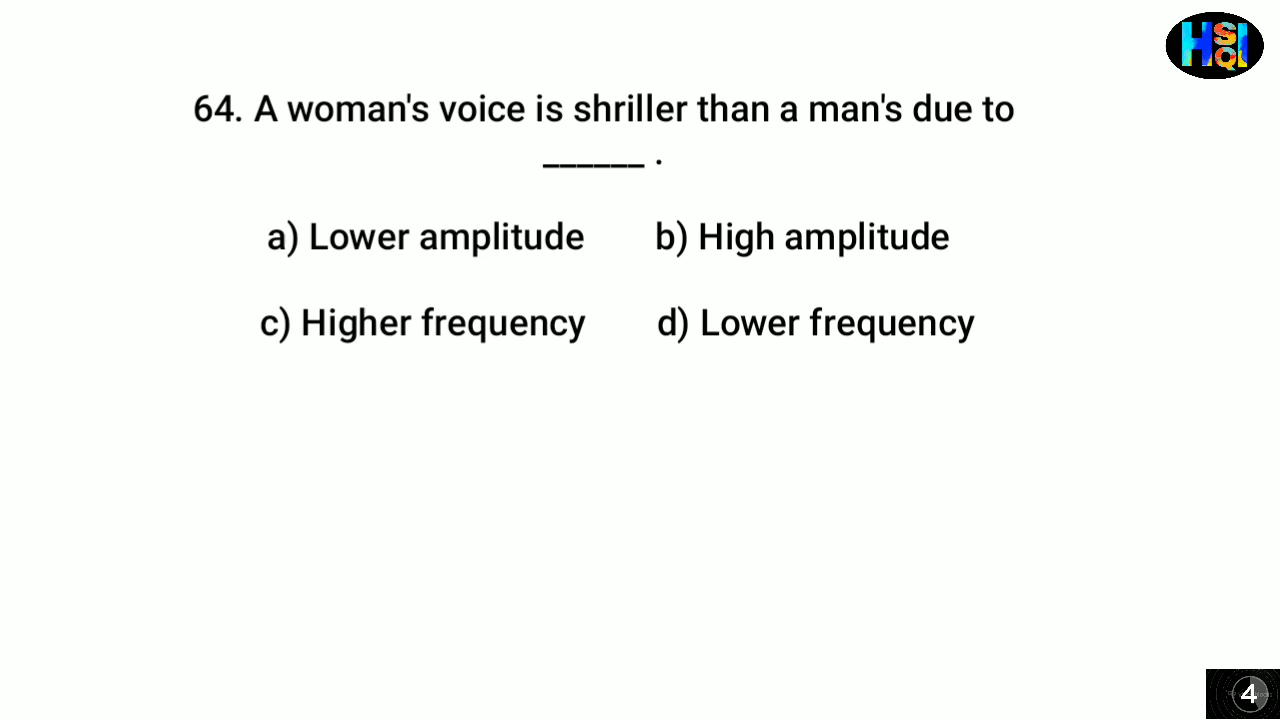 HSQI
64. A woman's voice is shriller than a man's due to
______ .
a) Lower amplitude b) High amplitude
c) Higher frequency d) Lower frequency
4